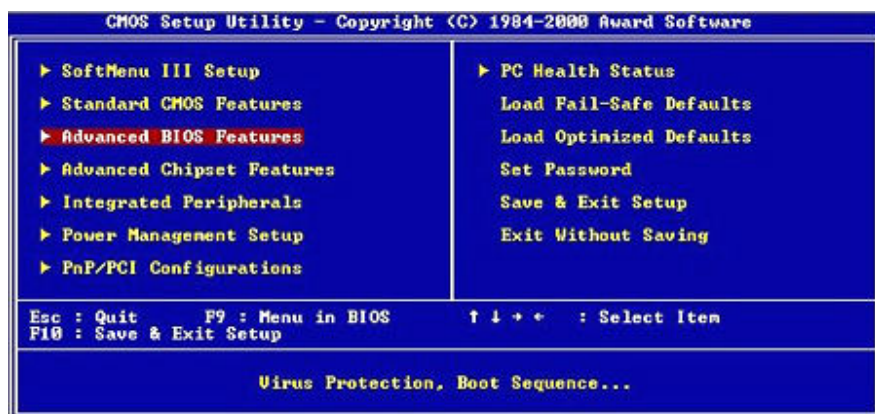 CMOS Setup Utility - Copyright (C) 1984-2000 Award Software
► SoftMenu III Setup
► Standard CMOS Features
► Advanced BIOS Features
► Advanced Chipset Features
► Integrated Peripherals
► Power Management Setup
► PnP/PCI Configurations
► PC Health Status
Load Fail-Safe Defaults
Load Optimized Defaults
Set Password
Save & Exit Setup
Exit Without Saving
Esc : Quit F9 : Menu in BIOS ↑ ↓ → ← : Select Item
F10 : Save & Exit Setup
Virus Protection, Boot Sequence...